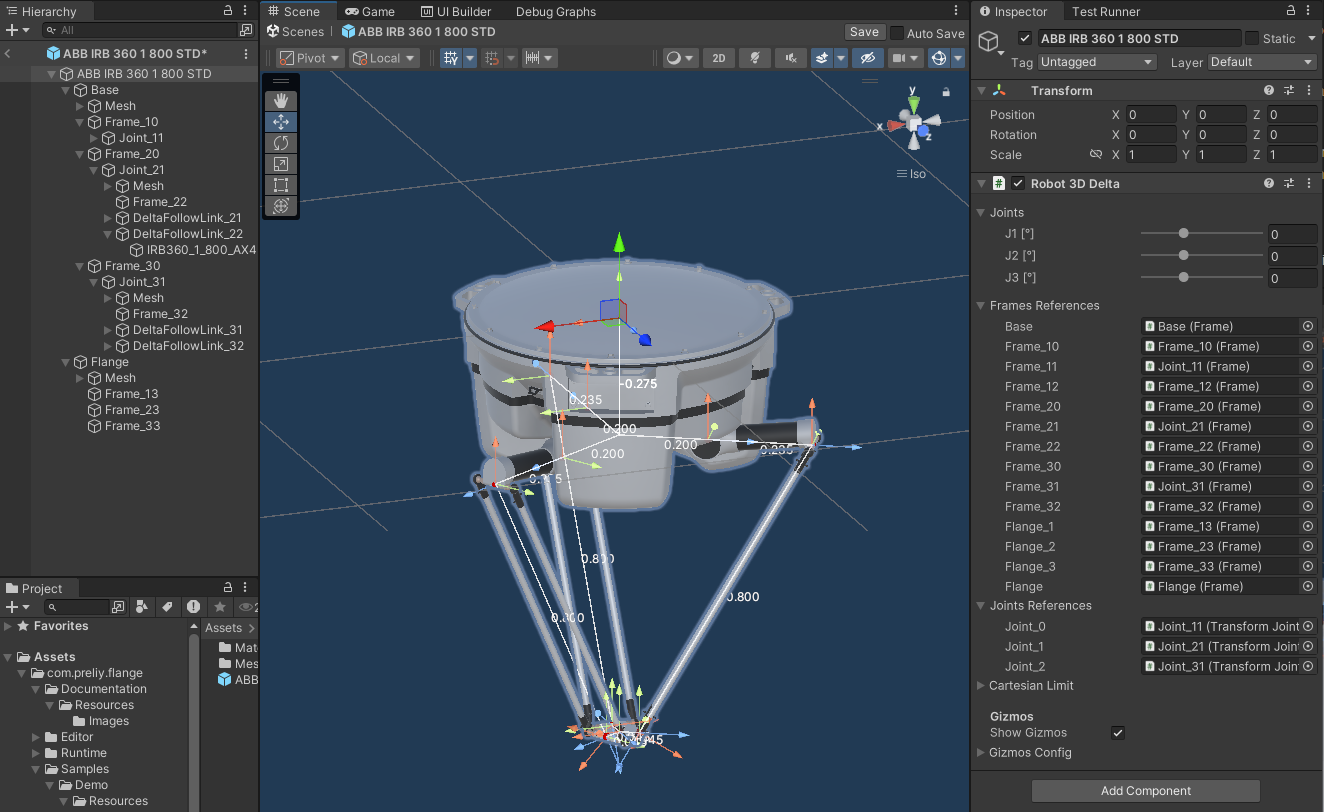 Hierarchy
All
ABB IRB 360 1 800 STD*
ABB IRB 360 1 800 STD
Base
Mesh
Frame_10
Joint_11
Frame_20
Joint_21
Mesh
Frame_22
DeltaFollowLink_21
DeltaFollowLink_22
IRB360_1_800_AX4
Frame_30
Joint_31
Mesh
Frame_32
DeltaFollowLink_31
DeltaFollowLink_32
Flange
Mesh
Frame_13
Frame_23
Frame_33
Project
2
Favorites
Assets
com.preliy.flange
Documentation
Resources
Images
Editor
Runtime
Samples
Demo
Resources
Assets >
Mat
Mes
ABB
Scene Game UI Builder Debug Graphs
Scenes ABB IRB 360 1 800 STD Save Auto Save
Pivot Local 2D
y
x
z
Iso
-0.275
0.235
0.200
0.200
0.200
0.800
0.800
Inspector Test Runner
ABB IRB 360 1 800 STD Static
Tag Untagged Layer Default
Transform
Position X 0 Y 0 Z 0
Rotation X 0 Y 0 Z 0
Scale X 1 Y 1 Z 1
# Robot 3D Delta
Joints
J1 [°] 0
J2 [°] 0
J3 [°] 0
Frames References
Base # Base (Frame)
Frame_10 # Frame_10 (Frame)
Frame_11 # Joint_11 (Frame)
Frame_12 # Frame_12 (Frame)
Frame_20 # Frame_20 (Frame)
Frame_21 # Joint_21 (Frame)
Frame_22 # Frame_22 (Frame)
Frame_30 # Frame_30 (Frame)
Frame_31 # Joint_31 (Frame)
Frame_32 # Frame_32 (Frame)
Flange_1 # Frame_13 (Frame)
Flange_2 # Frame_23 (Frame)
Flange_3 # Frame_33 (Frame)
Flange # Flange (Frame)
Joints References
Joint_0 # Joint_11 (Transform Joint
Joint_1 # Joint_21 (Transform Join
Joint_2 # Joint_31 (Transform Join
Cartesian Limit
Gizmos
Show Gizmos
Gizmos Config
Add Component